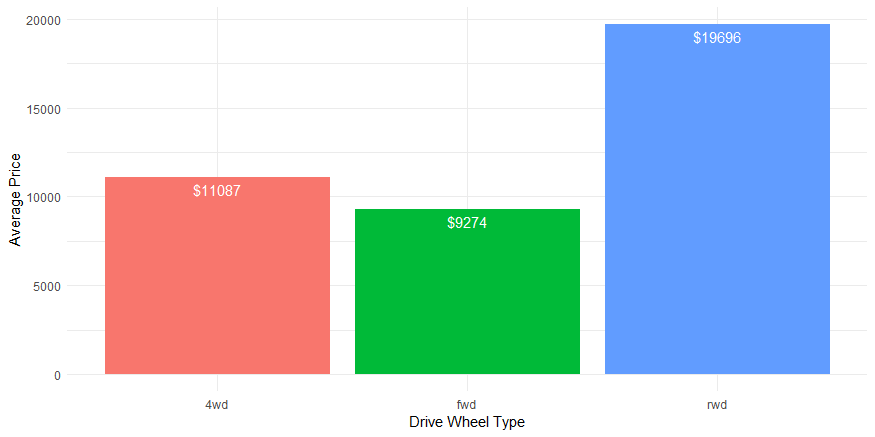 20000
15000
10000
5000
0
Average Price
$11087
$9274
$19696
4wd
fwd
rwd
Drive Wheel Type